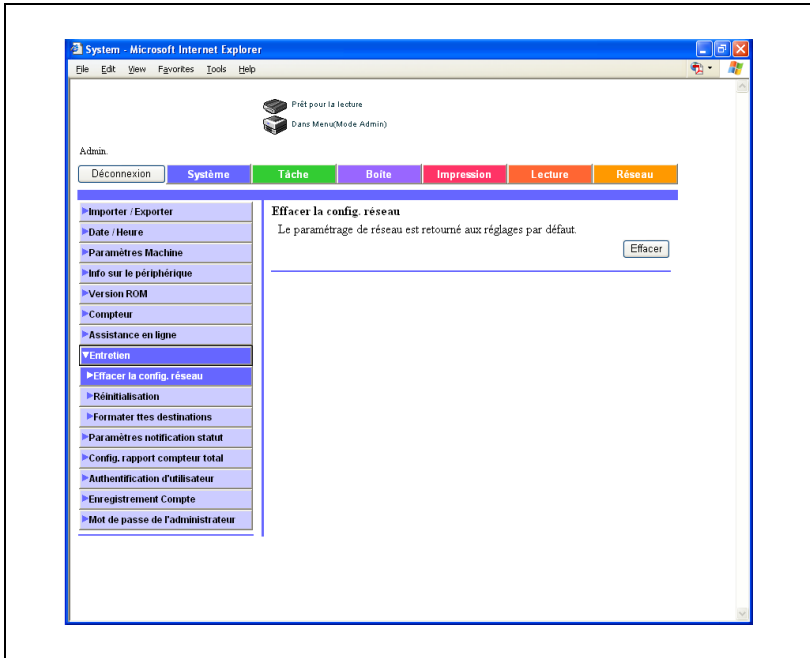 System - Microsoft Internet Explorer
File Edit View Favorites Tools Help
Prêt pour la lecture
Dans Menu(Mode Admin)
Admin.
Déconnexion Système Tâche Boîte Impression Lecture Réseau
Importer / Exporter
Date / Heure
Paramètres Machine
Info sur le périphérique
Version ROM
Compteur
Assistance en ligne
Entretien
Effacer la config. réseau
Réinitialisation
Formater ttes destinations
Paramètres notification statut
Config. rapport compteur total
Authentification d'utilisateur
Enregistrement Compte
Mot de passe de l'administrateur
Effacer la config. réseau
Le paramétrage de réseau est retourné aux réglages par défaut.
Effacer